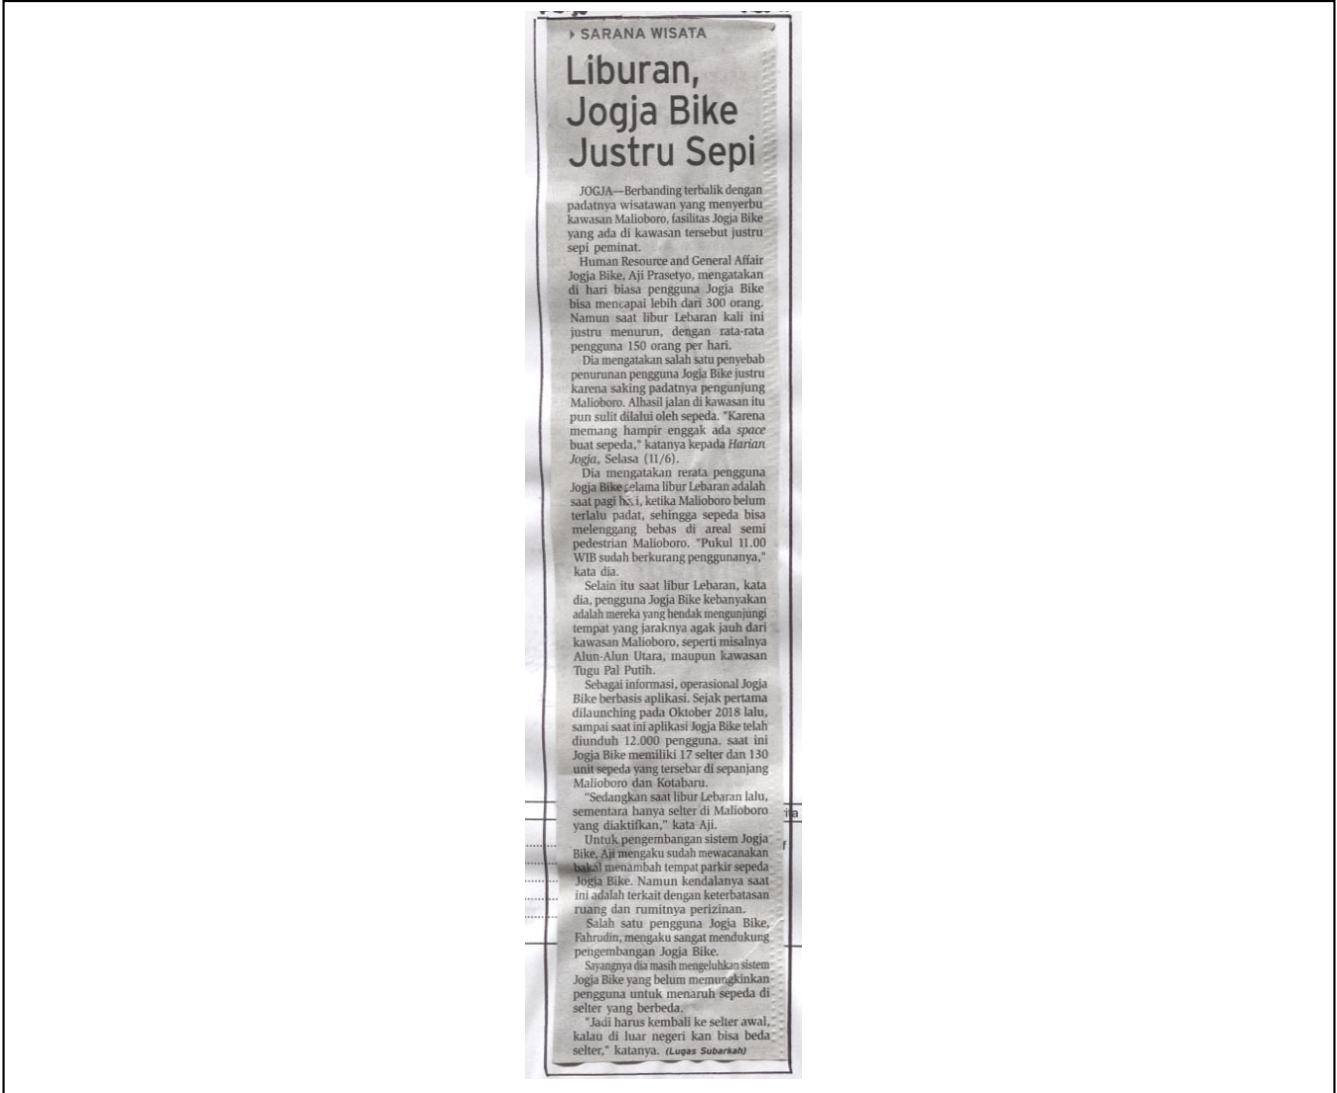 SARANA WISATA
Liburan,
Jogja Bike
Justru Sepi
JOGJA—Berbanding terbalik dengan
padatnya wisatawan yang menyerbu
kawasan Malioboro, fasilitas Jogja Bike
yang ada di kawasan tersebut justru
sepi peminat.
Human Resource and General Affair
Jogja Bike, Aji Prasetyo, mengatakan
di hari biasa pengguna Jogja Bike
bisa mencapai lebih dari 300 orang.
Namun saat libur Lebaran kali ini
justru menurun, dengan rata-rata
pengguna 150 orang per hari.
Dia mengatakan salah satu penyebab
penurunan pengguna Jogja Bike justru
karena saking padatnya pengunjung
Malioboro. Alhasil jalan di kawasan itu
pun sulit dilalui oleh sepeda. "Karena
memang hampir enggak ada space
buat sepeda," katanya kepada Harian
Jogja, Selasa (11/6).
Dia mengatakan rerata pengguna
Jogja Bike selama libur Lebaran adalah
saat pagi hari, ketika Malioboro belum
terlalu padat, sehingga sepeda bisa
melenggang bebas di areal semi
pedestrian Malioboro. "Pukul 11.00
WIB sudah berkurang penggunanya,"
kata dia.
Selain itu saat libur Lebaran, kata
dia, pengguna Jogja Bike kebanyakan
adalah mereka yang hendak mengunjungi
tempat yang jaraknya agak jauh dari
kawasan Malioboro, seperti misalnya
Alun-Alun Utara, maupun kawasan
Tugu Pal Putih.
Sebagai informasi, operasional Jogja
Bike berbasis aplikasi. Sejak pertama
dilaunching pada Oktober 2018 lalu,
sampai saat ini aplikasi Jogja Bike telah
diunduh 12.000 pengguna. saat ini
Jogja Bike memiliki 17 selter dan 130
unit sepeda yang tersebar di sepanjang
Malioboro dan Kotabaru.
"Sedangkan saat libur Lebaran lalu,
sementara hanya selter di Malioboro
yang diaktifkan," kata Aji.
Untuk pengembangan sistem Jogja
Bike, Aji mengaku sudah mewacanakan
bakal menambah tempat parkir sepeda
Jogja Bike. Namun kendalanya saat
ini adalah terkait dengan keterbatasan
ruang dan rumitnya perizinan.
Salah satu pengguna Jogja Bike,
Fahrudin, mengaku sangat mendukung
pengembangan Jogja Bike.
Sayangnya dia masih mengeluhkan sistem
Jogja Bike yang belum memungkinkan
pengguna untuk menaruh sepeda di
selter yang berbeda.
"Jadi harus kembali ke selter awal,
kalau di luar negeri kan bisa beda
selter," katanya. (Lugas Subarkah)